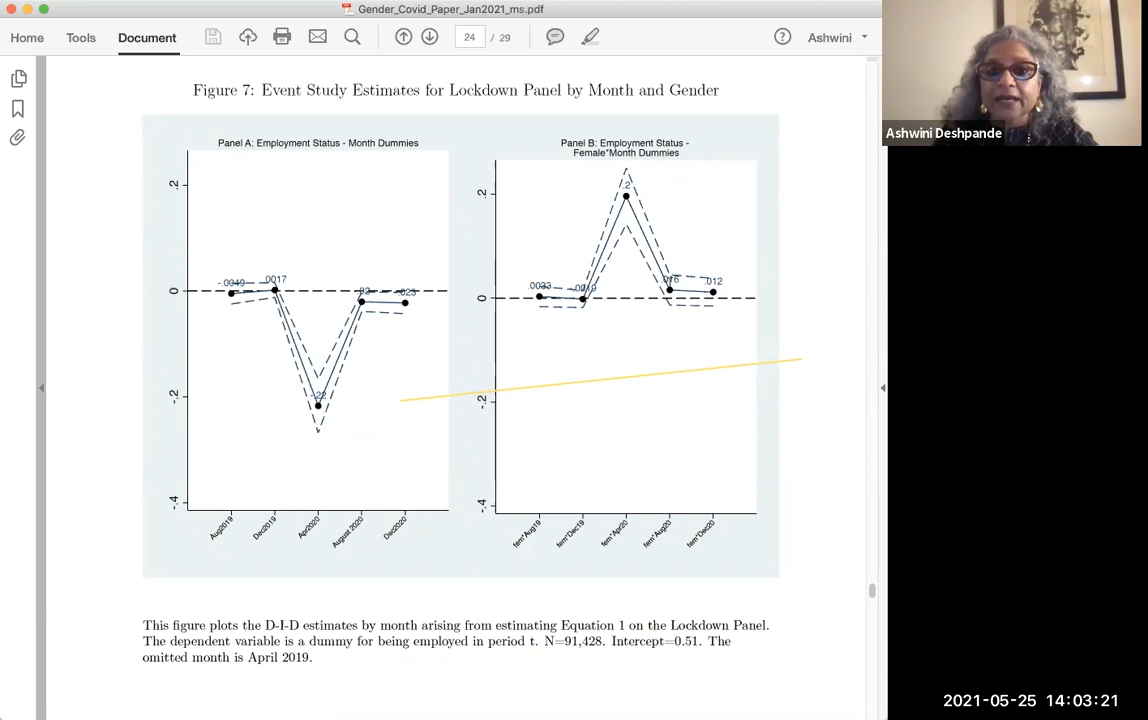 Gender_Covid_Paper_Jan2021_ms.pdf
Home Tools Document 24 / 29 Ashwini
Ashwini Deshpande
Figure 7: Event Study Estimates for Lockdown Panel by Month and Gender
Panel A: Employment Status - Month Dummies
.2
0
-.2
-.4
-.0049
.0017
-.22
-.023
Aug2019
Dec2019
Apr2020
August 2020
Dec2020
Panel B: Employment Status -
Female*Month Dummies
.2
0
-.2
-.4
.0033
.2
.016
.012
fem*Aug19
fem*Dec19
fem*Apr20
fem*Aug20
fem*Dec20
This figure plots the D-I-D estimates by month arising from estimating Equation 1 on the Lockdown Panel.
The dependent variable is a dummy for being employed in period t. N=91,428. Intercept=0.51. The
omitted month is April 2019.
2021-05-25 14:03:21